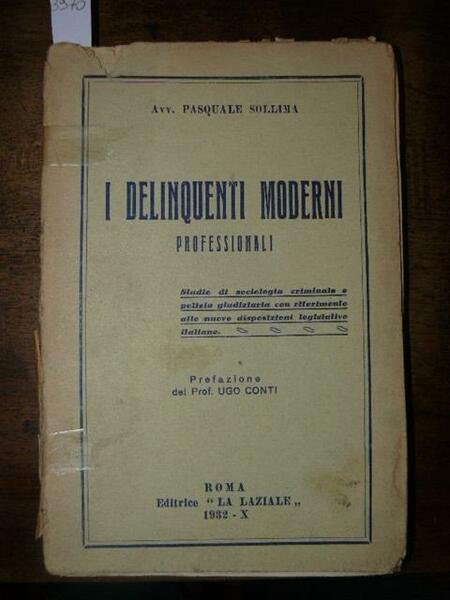 3970
Avv. PASQUALE SOLLIMA
I DELINQUENTI MODERNI
PROFESSIONALI
Studio di sociologia criminale e
polizia giudiziaria con riferimento
alle nuove disposizioni legislative
italiane.
Prefazione
del Prof. UGO CONTI
ROMA
Editrice "LA LAZIALE„
1932 - X